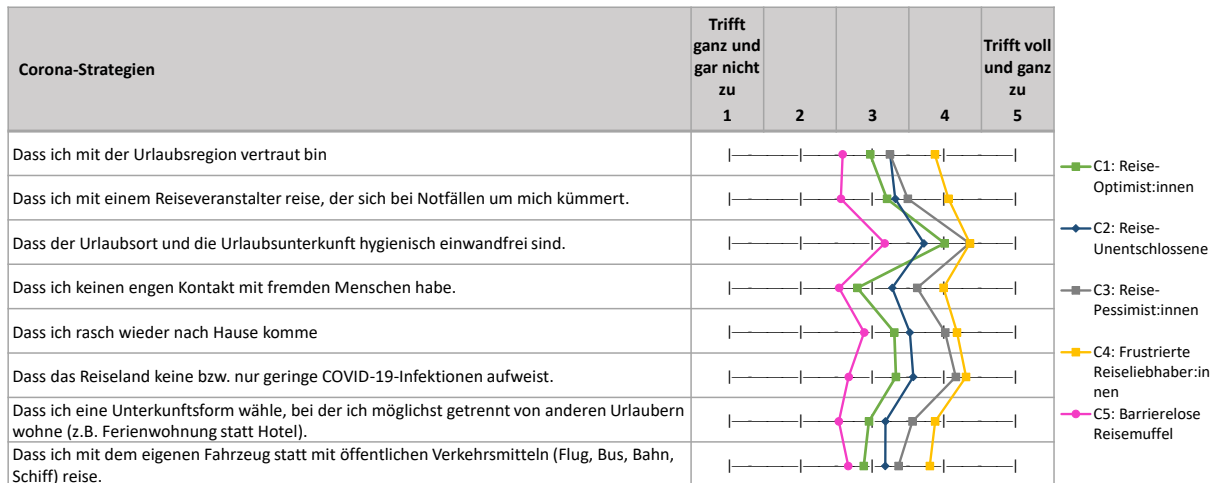 Corona-Strategien
Trifft
ganz und
gar nicht
zu
1
2
3
4
Trifft voll
und ganz
zu
5
Dass ich mit der Urlaubsregion vertraut bin
Dass ich mit einem Reiseveranstalter reise, der sich bei Notfällen um mich kümmert.
Dass der Urlaubsort und die Urlaubsunterkunft hygienisch einwandfrei sind.
Dass ich keinen engen Kontakt mit fremden Menschen habe.
Dass ich rasch wieder nach Hause komme
Dass das Reiseland keine bzw. nur geringe COVID-19-Infektionen aufweist.
Dass ich eine Unterkunftsform wähle, bei der ich möglichst getrennt von anderen Urlaubern
wohne (z.B. Ferienwohnung statt Hotel).
Dass ich mit dem eigenen Fahrzeug statt mit öffentlichen Verkehrsmitteln (Flug, Bus, Bahn,
Schiff) reise.
C1: Reise-
Optimist:innen
C2: Reise-
Unentschlossene
C3: Reise-
Pessimist:innen
C4: Frustrierte
Reiseliebhaber:in
nen
C5: Barrierelose
Reisemuffel